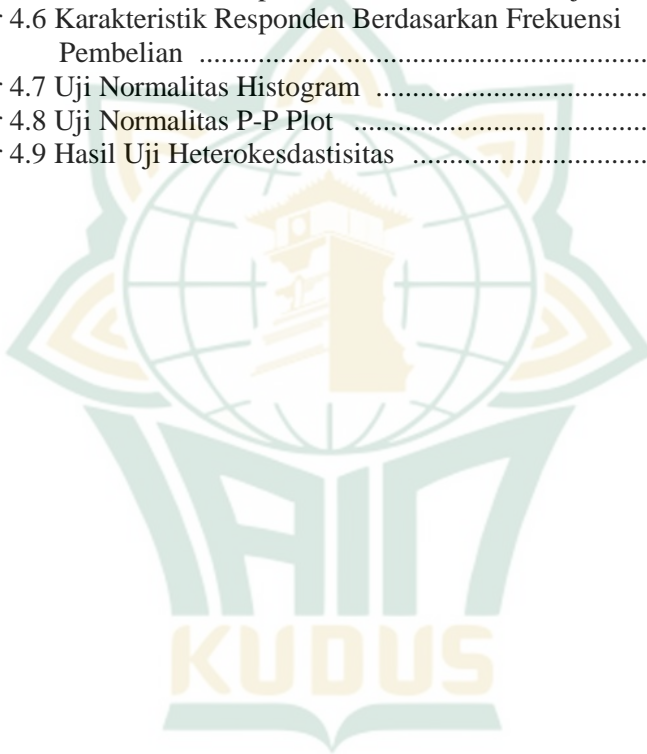 r 4.6 Karakteristik Responden Berdasarkan Frekuensi
Pembelian ..............................................................................
r 4.7 Uji Normalitas Histogram ..................................................
r 4.8 Uji Normalitas P-P Plot ......................................................
r 4.9 Hasil Uji Heterokesdastisitas ............................................
IAIN
KUDUS